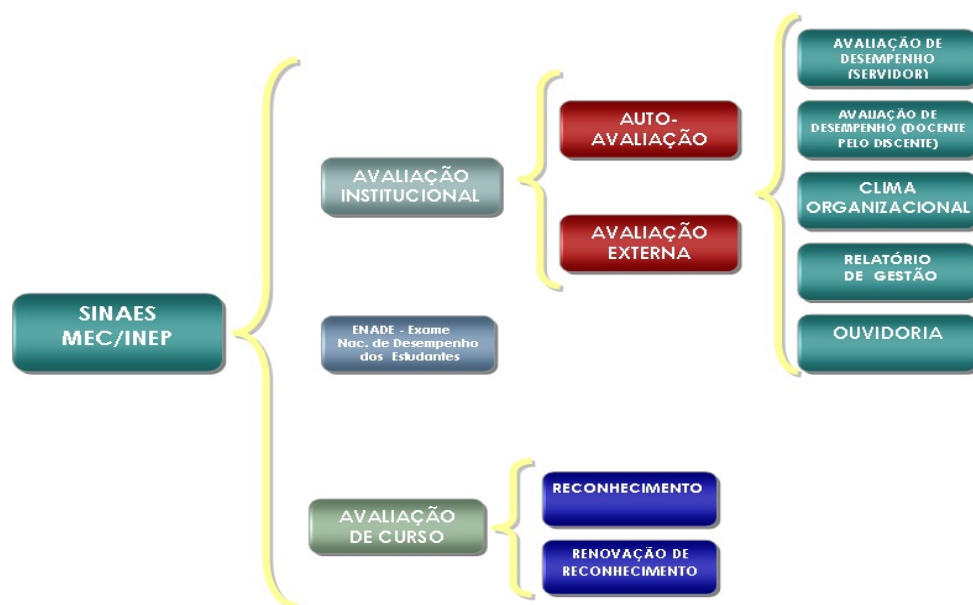 SINAES
MEC/INEP
AVALIAÇÃO
INSTITUCIONAL
AUTO-
AVALIAÇÃO
AVALIAÇÃO
EXTERNA
AVALIAÇÃO DE
DESEMPENHO
(SERVIDOR)
AVALIAÇÃO DE
DESEMPENHO (DOCENTE
PELO DISCENTE)
CLIMA
ORGANIZACIONAL
RELATÓRIO
DE GESTÃO
OUVIDORIA
ENADE - Exame
Nac. de Desempenho
dos Estudantes
AVALIAÇÃO
DE CURSO
RECONHECIMENTO
RENOVAÇÃO DE
RECONHECIMENTO